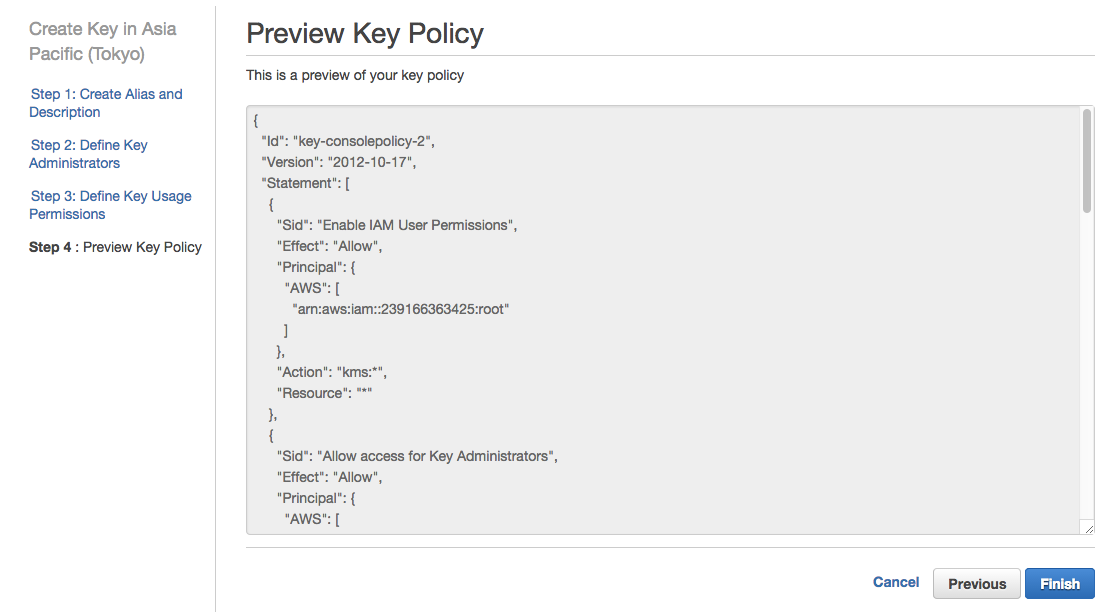 Create Key in Asia
Pacific (Tokyo)
Step 1: Create Alias and
Description
Step 2: Define Key
Administrators
Step 3: Define Key Usage
Permissions
Step 4 : Preview Key Policy
Preview Key Policy
This is a preview of your key policy
{
"Id": "key-consolepolicy-2",
"Version": "2012-10-17",
"Statement": [
{
"Sid": "Enable IAM User Permissions",
"Effect": "Allow",
"Principal": {
"AWS": [
"arn:aws:iam::239166363425:root"
]
},
"Action": "kms:*",
"Resource": "*"
},
{
"Sid": "Allow access for Key Administrators",
"Effect": "Allow",
"Principal": {
"AWS": [
Cancel
Previous
Finish